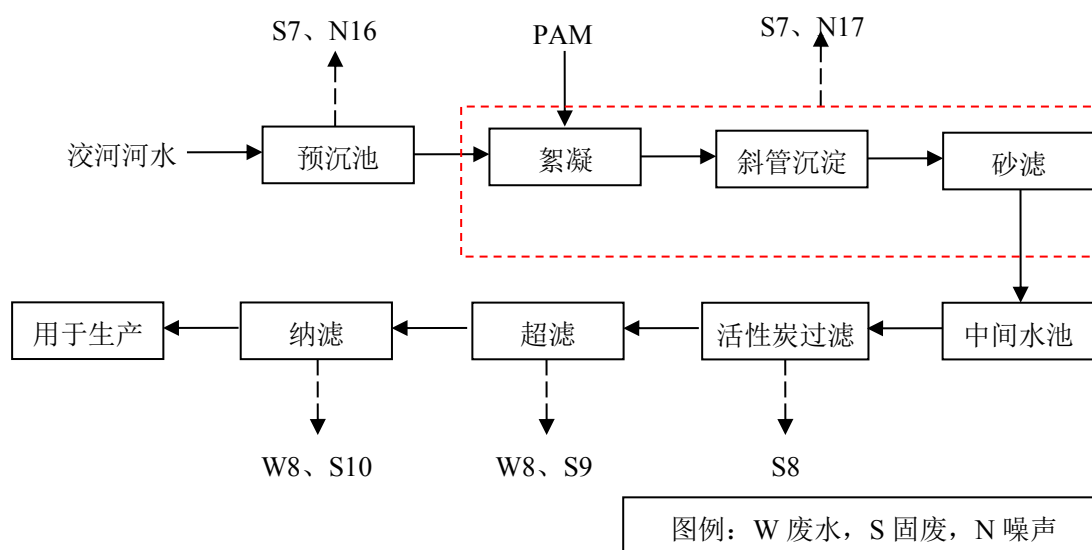 S7、N16
PAM
S7、N17
洨河河水
预沉池
絮凝
斜管沉淀
砂滤
用于生产
纳滤
超滤
活性炭过滤
中间水池
W8、S10
W8、S9
S8
图例：W 废水，S 固废，N 噪声